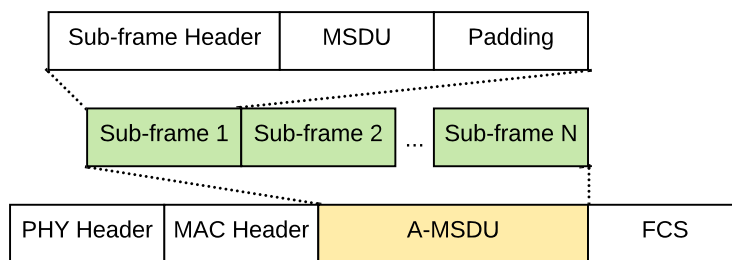 Sub-frame Header MSDU Padding
Sub-frame 1 Sub-frame 2 ... Sub-frame N
PHY Header MAC Header A-MSDU FCS